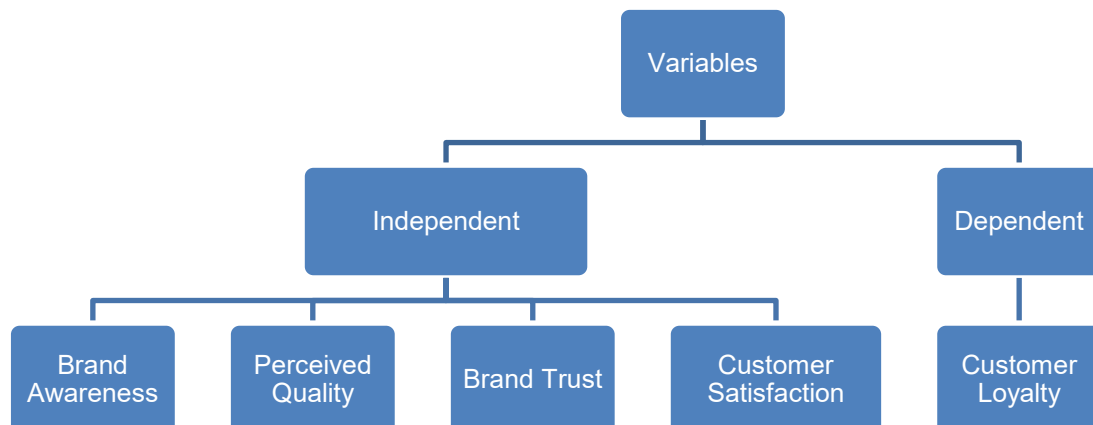 Variables
Independent
Dependent
Brand
Awareness
Perceived
Quality
Brand Trust
Customer
Satisfaction
Customer
Loyalty